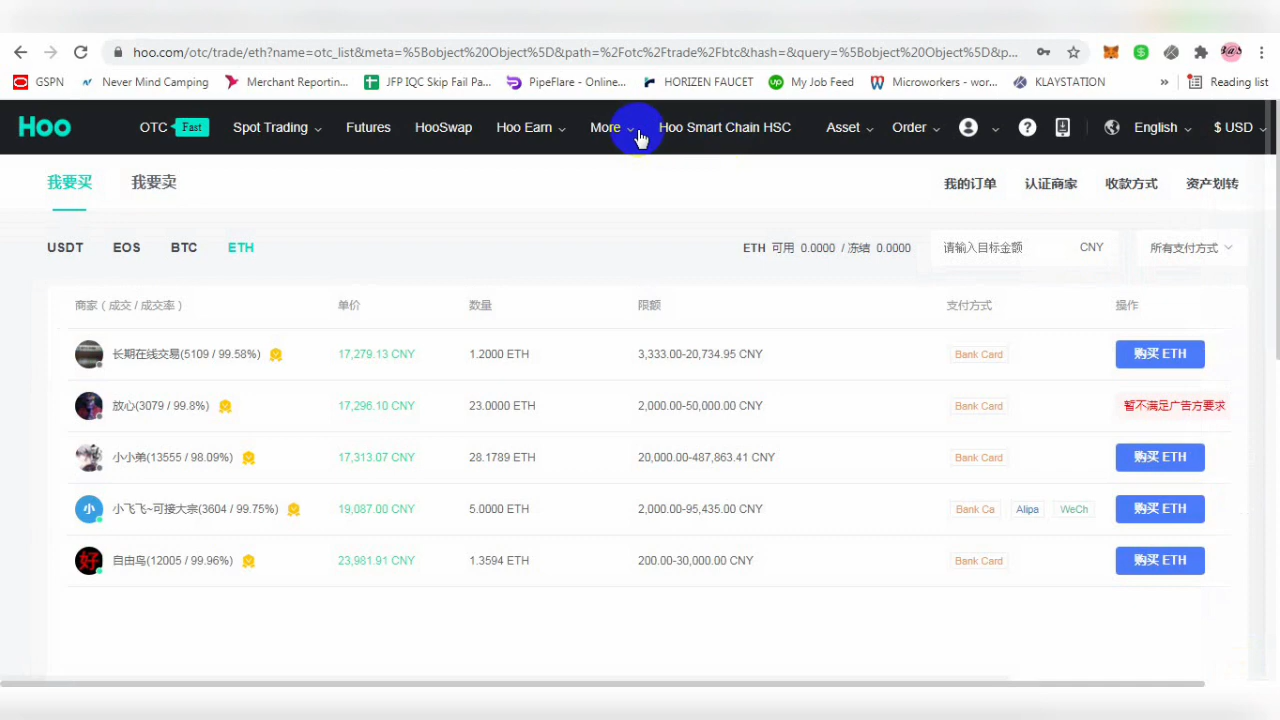 hoo.com/otc/trade/eth?name=otc_list&meta=%5Bobject%20Object%5D&path=%2Fotc%2Ftrade%2Fbtc&hash=&query=%5Bobject%20Object%5D&p...
GSPN Never Mind Camping Merchant Reportin... JFP IQC Skip Fail Pa... PipeFlare - Online... HORIZEN FAUCET My Job Feed Microworkers - wor... KLAYSTATION » Reading list
Hoo OTC Fast Spot Trading Futures HooSwap Hoo Earn More Hoo Smart Chain HSC Asset Order English $ USD
我要买 我要卖 我的订单 认证商家 收款方式 资产划转
USDT EOS BTC ETH ETH 可用 0.0000 / 冻结 0.0000 请输入目标金额 CNY 所有支付方式
商家 ( 成交 / 成交率 ) 单价 数量 限额 支付方式 操作
长期在线交易(5109 / 99.58%) 17,279.13 CNY 1.2000 ETH 3,333.00-20,734.95 CNY Bank Card 购买 ETH
放心(3079 / 99.8%) 17,296.10 CNY 23.0000 ETH 2,000.00-50,000.00 CNY Bank Card 暂不满足广告方要求
小小弟(13555 / 98.09%) 17,313.07 CNY 28.1789 ETH 20,000.00-487,863.41 CNY Bank Card 购买 ETH
小 小飞飞~可接大宗(3604 / 99.75%) 19,087.00 CNY 5.0000 ETH 2,000.00-95,435.00 CNY Bank Ca Alipa WeCh 购买 ETH
好 自由鸟(12005 / 99.96%) 23,981.91 CNY 1.3594 ETH 200.00-30,000.00 CNY Bank Card 购买 ETH